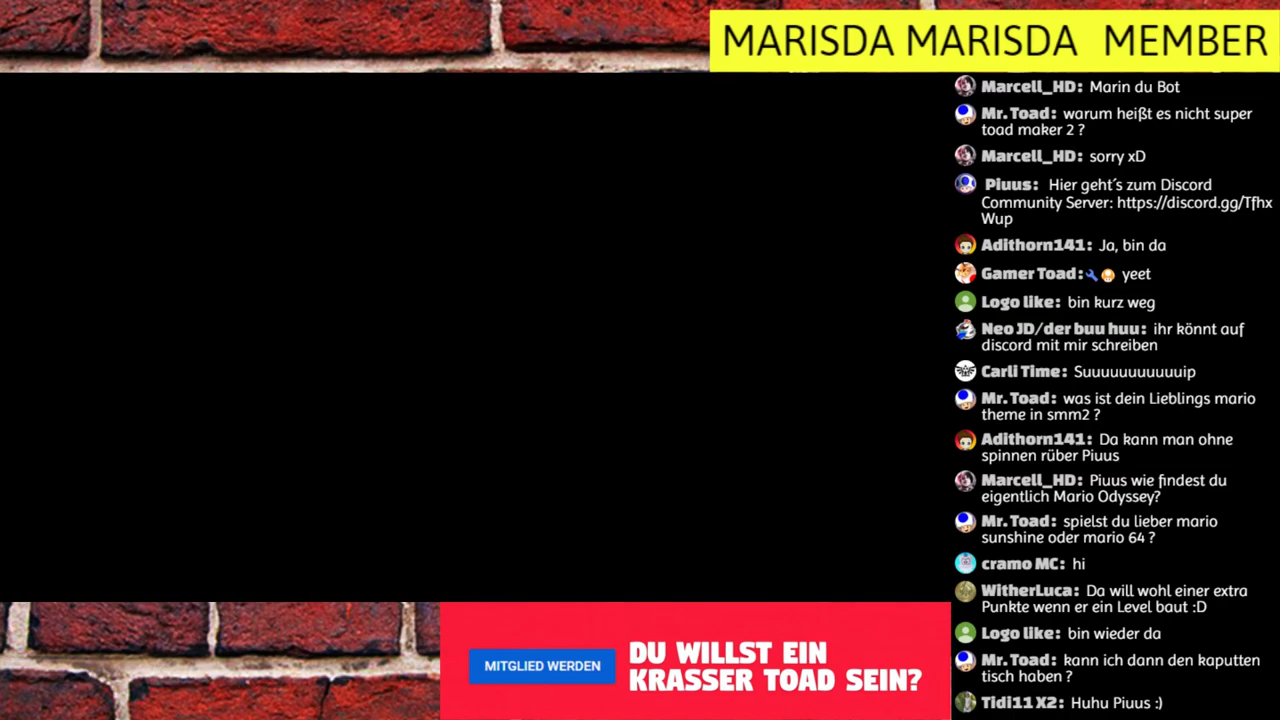 MARISDA MARISDA MEMBER
Marcell_HD: Marin du Bot
Mr. Toad: warum heißt es nicht super
toad maker 2 ?
Marcell_HD: sorry xD
Piuus: Hier geht´s zum Discord
Community Server: https://discord.gg/Tfhx
Wup
Adithorn141: Ja, bin da
Gamer Toad: yeet
Logo like: bin kurz weg
Neo JD/der buu huu: ihr könnt auf
discord mit mir schreiben
Carli Time: Suuuuuuuuuuuip
Mr. Toad: was ist dein Lieblings mario
theme in smm2 ?
Adithorn141: Da kann man ohne
spinnen rüber Piuus
Marcell_HD: Piuus wie findest du
eigentlich Mario Odyssey?
Mr. Toad: spielst du lieber mario
sunshine oder mario 64 ?
cramo MC: hi
WitherLuca: Da will wohl einer extra
Punkte wenn er ein Level baut :D
Logo like: bin wieder da
Mr. Toad: kann ich dann den kaputten
tisch haben ?
Tidi11 X2: Huhu Piuus :)
MITGLIED WERDEN
DU WILLST EIN
KRASSER TOAD SEIN?